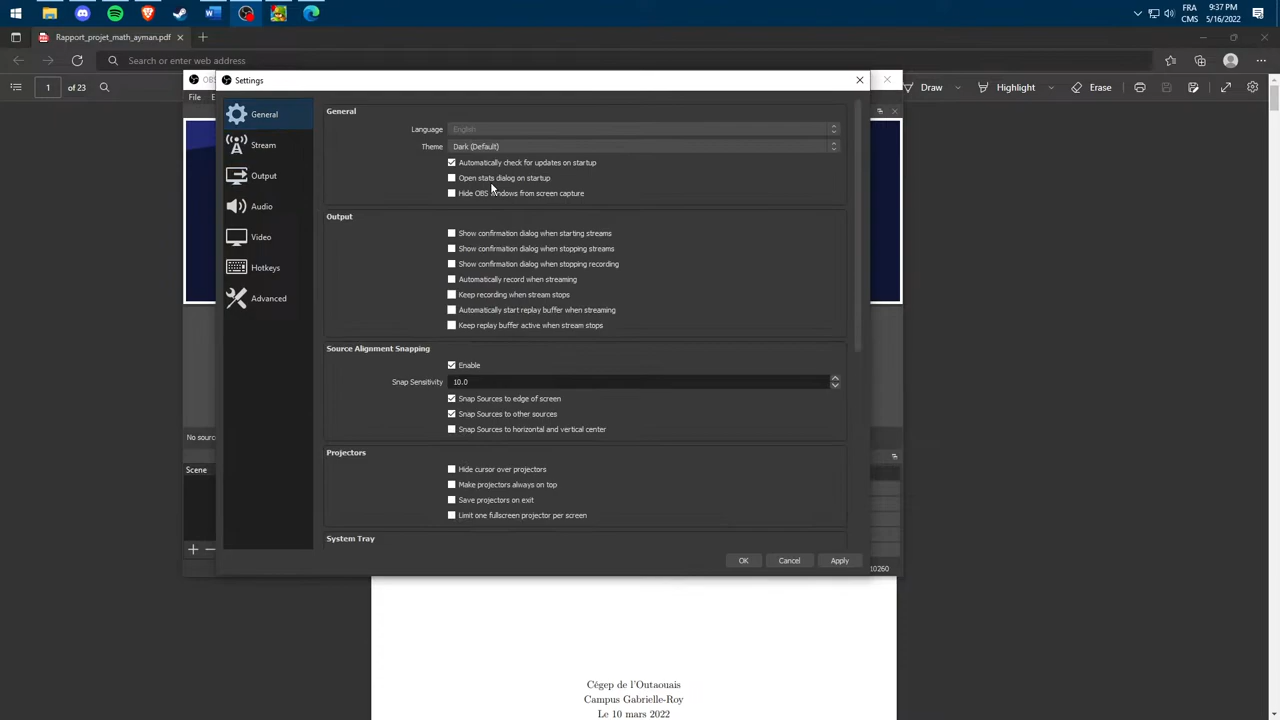 FRA 9:37 PM
CMS 5/16/2022
Rapport_projet_math_ayman.pdf
Search or enter web address
1 of 23
Draw
Highlight
Erase
OBS
Settings
File
General
Stream
Output
Audio
Video
Hotkeys
Advanced
General
Language English
Theme Dark (Default)
Automatically check for updates on startup
Open stats dialog on startup
Hide OBS windows from screen capture
Output
Show confirmation dialog when starting streams
Show confirmation dialog when stopping streams
Show confirmation dialog when stopping recording
Automatically record when streaming
Keep recording when stream stops
Automatically start replay buffer when streaming
Keep replay buffer active when stream stops
Source Alignment Snapping
Enable
Snap Sensitivity 10.0
Snap Sources to edge of screen
Snap Sources to other sources
Snap Sources to horizontal and vertical center
Projectors
Hide cursor over projectors
Make projectors always on top
Save projectors on exit
Limit one fullscreen projector per screen
System Tray
No sourc
Scene
OK Cancel Apply
10260
Cégep de l'Outaouais
Campus Gabrielle-Roy
Le 10 mars 2022